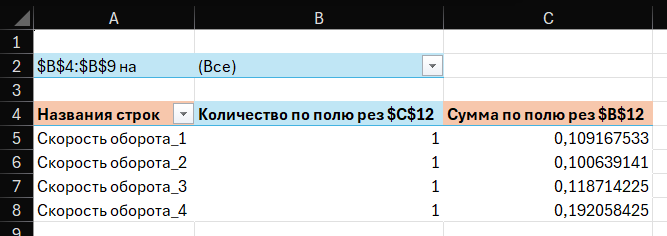 A B C
1
2 $B$4:$B$9 на (Все)
3
4 Названия строк Количество по полю рез $C$12 Сумма по полю рез $B$12
5 Скорость оборота_1 1 0,109167533
6 Скорость оборота_2 1 0,100639141
7 Скорость оборота_3 1 0,118714225
8 Скорость оборота_4 1 0,192058425
9